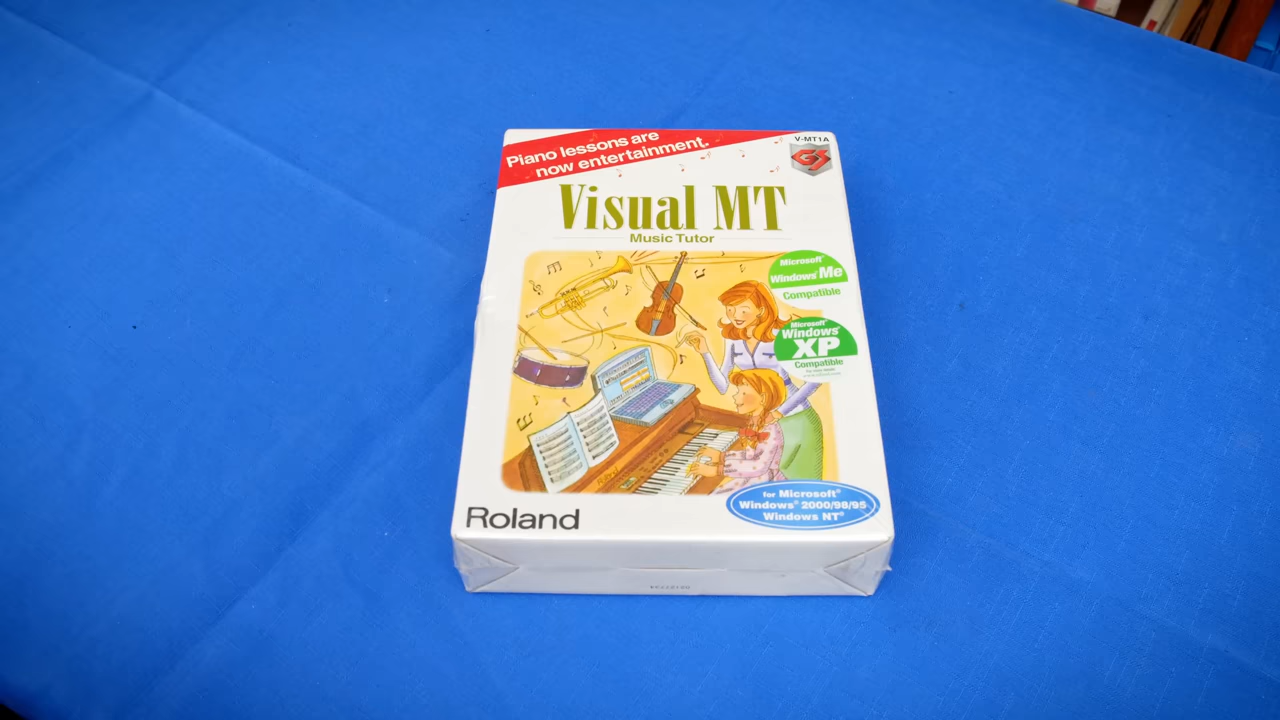 Piano lessons are
now entertainment.
V-MT1A
GS
Visual MT
Music Tutor
Microsoft®
Windows® Me
Compatible
Microsoft®
Windows®
XP
Compatible
Roland
for Microsoft®
Windows® 2000/98/95
Windows NT®